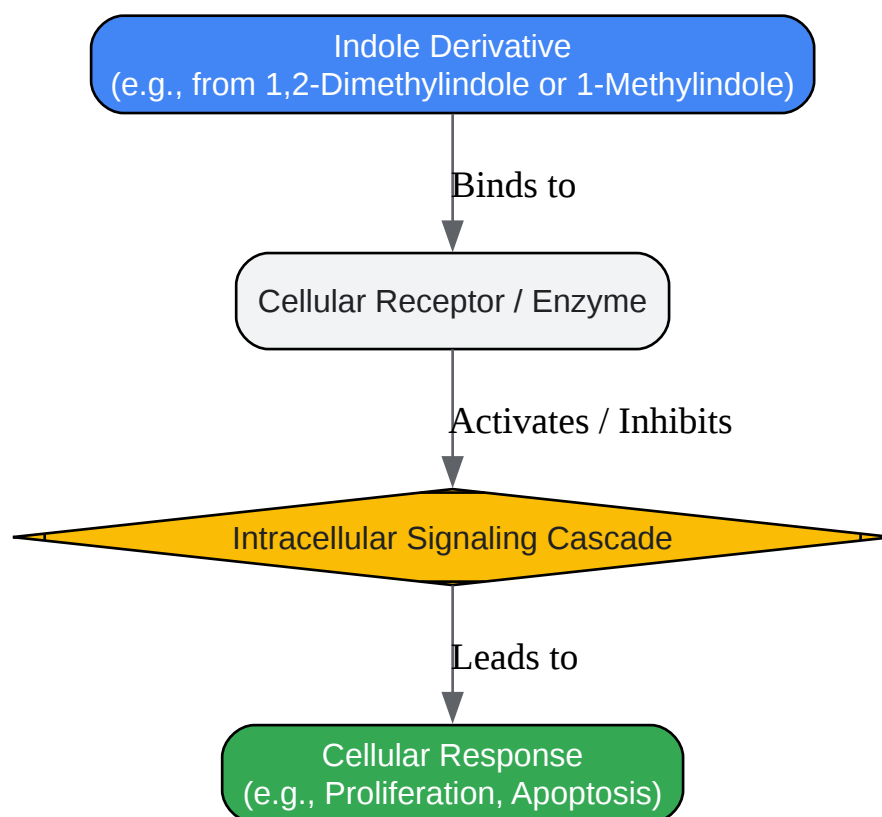 Indole Derivative
(e.g., from 1,2-Dimethylindole or 1-Methylindole)
Binds to
Cellular Receptor / Enzyme
Activates / Inhibits
Intracellular Signaling Cascade
Leads to
Cellular Response
(e.g., Proliferation, Apoptosis)